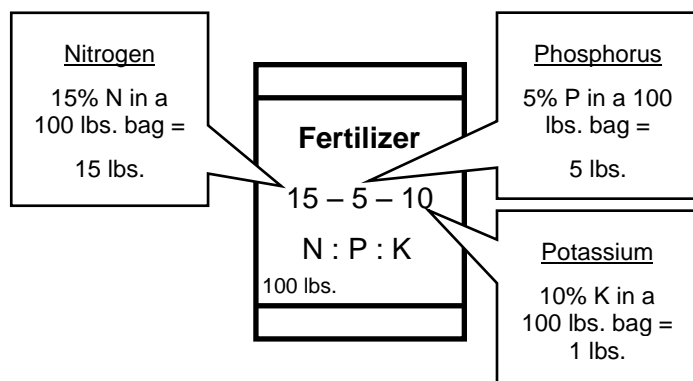 Nitrogen
15% N in a
100 lbs. bag =
15 lbs.
Phosphorus
5% P in a 100
lbs. bag =
5 lbs.
Fertilizer
15 – 5 – 10
N : P : K
100 lbs.
Potassium
10% K in a
100 lbs. bag =
1 lbs.